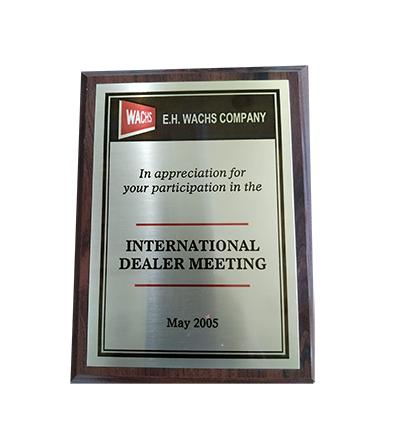 WACHS E.H. WACHS COMPANY
In appreciation for
your participation in the
INTERNATIONAL
DEALER MEETING
May 2005